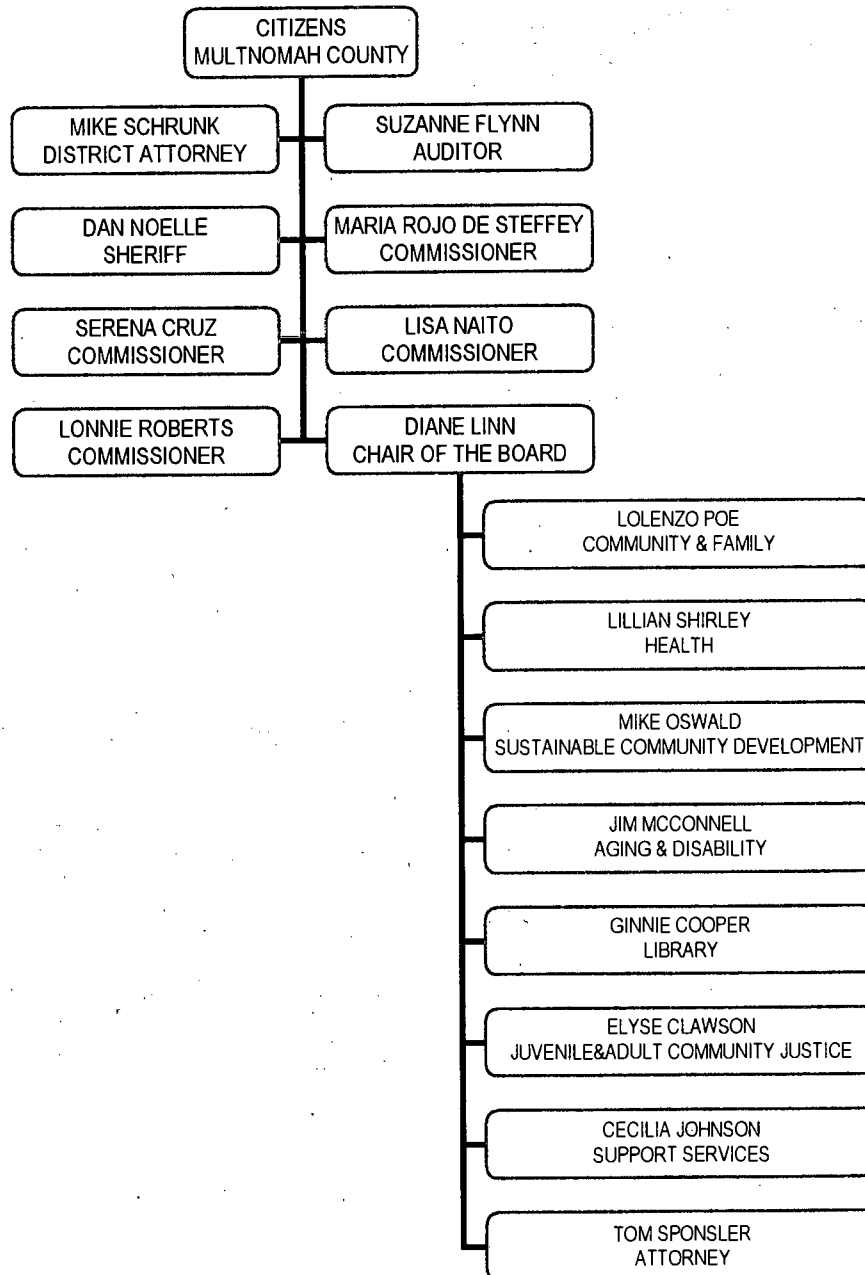 CITIZENS
MULTNOMAH COUNTY
MIKE SCHRUNK
DISTRICT ATTORNEY
SUZANNE FLYNN
AUDITOR
DAN NOELLE
SHERIFF
MARIA ROJO DE STEFFEY
COMMISSIONER
SERENA CRUZ
COMMISSIONER
LISA NAITO
COMMISSIONER
LONNIE ROBERTS
COMMISSIONER
DIANE LINN
CHAIR OF THE BOARD
LOLENZO POE
COMMUNITY & FAMILY
LILLIAN SHIRLEY
HEALTH
MIKE OSWALD
SUSTAINABLE COMMUNITY DEVELOPMENT
JIM MCCONNELL
AGING & DISABILITY
GINNIE COOPER
LIBRARY
ELYSE CLAWSON
JUVENILE&ADULT COMMUNITY JUSTICE
CECILIA JOHNSON
SUPPORT SERVICES
TOM SPONSLER
ATTORNEY